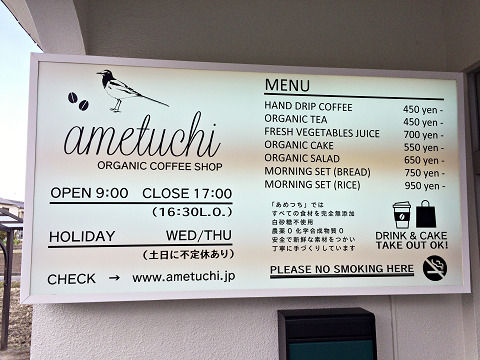 ametuchi
ORGANIC COFFEE SHOP
OPEN 9:00 CLOSE 17:00
(16:30L.O.)
HOLIDAY WED/THU
(土日に不定休あり)
CHECK → www.ametuchi.jp
MENU
HAND DRIP COFFEE 450 yen -
ORGANIC TEA 450 yen -
FRESH VEGETABLES JUICE 700 yen -
ORGANIC CAKE 550 yen -
ORGANIC SALAD 650 yen -
MORNING SET (BREAD) 750 yen -
MORNING SET (RICE) 950 yen -
「あめつち」では
すべての食材を完全無添加
白砂糖不使用
農薬0 化学合成物質0
安全で新鮮な素材をつかい
丁寧に手づくりしています
DRINK & CAKE
TAKE OUT OK!
PLEASE NO SMOKING HERE